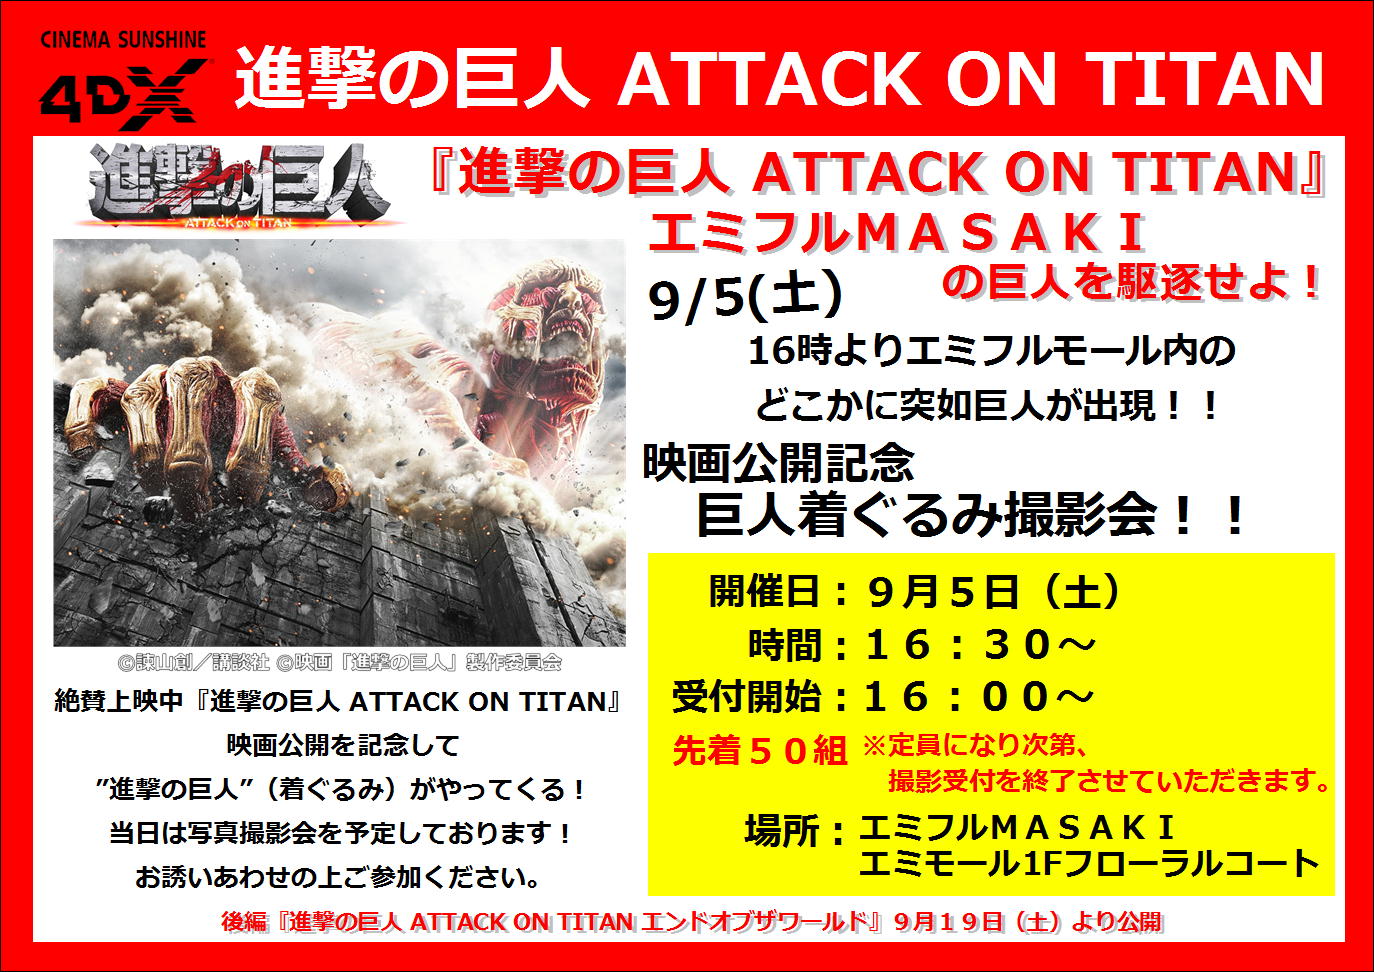 CINEMA SUNSHINE
4DX
進撃の巨人 ATTACK ON TITAN
進撃の巨人
ATTACK ON TITAN
『進撃の巨人 ATTACK ON TITAN』
エミフルＭＡＳＡＫＩ
の巨人を駆逐せよ！
9/5(土)
16時よりエミフルモール内の
どこかに突如巨人が出現！！
映画公開記念
巨人着ぐるみ撮影会！！
開催日：９月５日（土）
時間：１６：３０～
受付開始：１６：００～
先着５０組 ※定員になり次第、
撮影受付を終了させていただきます。
場所：エミフルＭＡＳＡＫＩ
エミモール1Fフローラルコート
©諫山創／講談社 ©映画「進撃の巨人」製作委員会
絶賛上映中『進撃の巨人 ATTACK ON TITAN』
映画公開を記念して
”進撃の巨人”（着ぐるみ）がやってくる！
当日は写真撮影会を予定しております！
お誘いあわせの上ご参加ください。
後編『進撃の巨人 ATTACK ON TITAN エンドオブザワールド』９月１９日（土）より公開